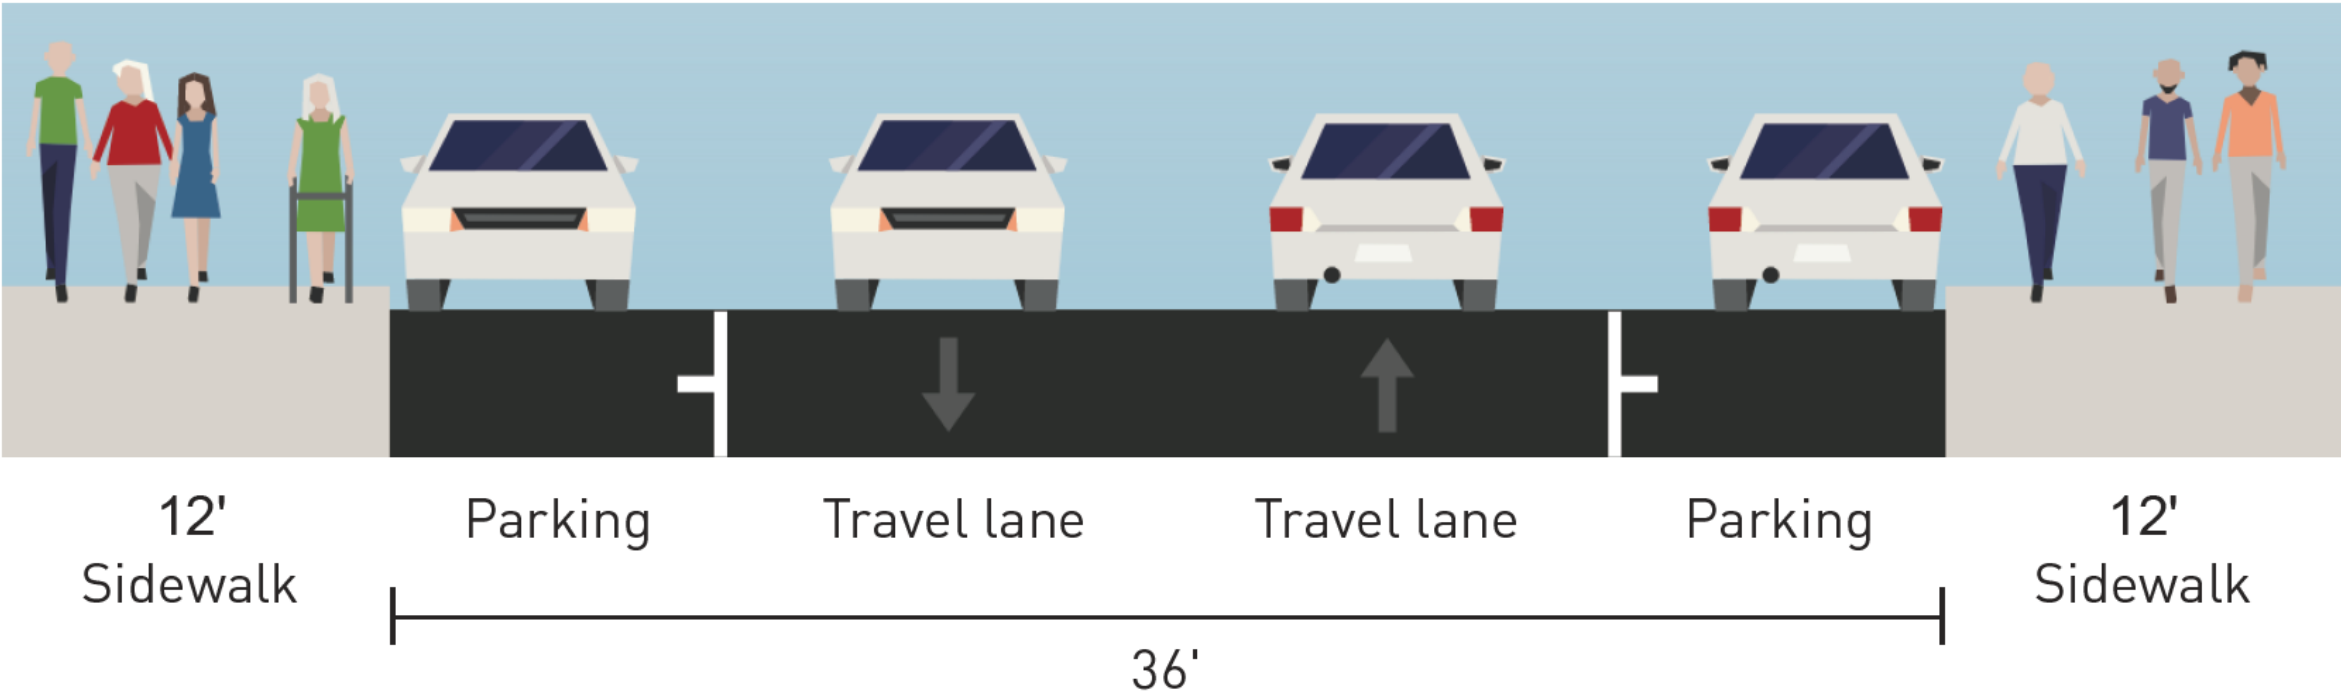 12'
Sidewalk
Parking
Travel lane
Travel lane
Parking
12'
Sidewalk
36'